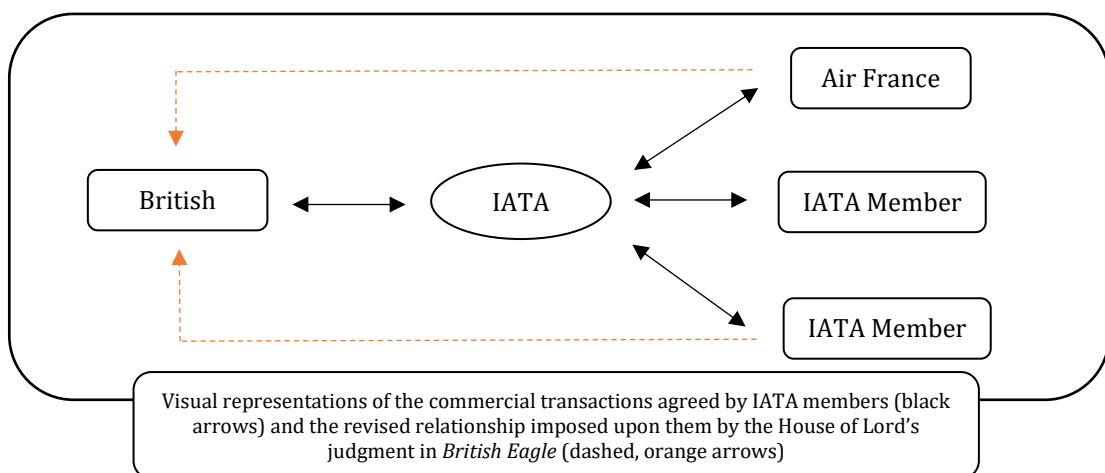 Air France
British
IATA
IATA Member
IATA Member
Visual representations of the commercial transactions agreed by IATA members (black
arrows) and the revised relationship imposed upon them by the House of Lord's
judgment in British Eagle (dashed, orange arrows)